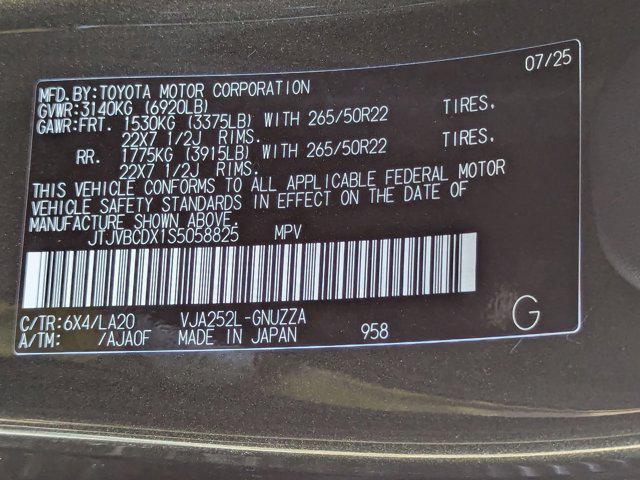 07/25
MFD.BY:TOYOTA MOTOR CORPORATION
GVWR:3140KG (6920LB)
GAWR:FRT. 1530KG (3375LB) WITH 265/50R22 TIRES.
22X7 1/2J RIMS.
RR. 1775KG (3915LB) WITH 265/50R22 TIRES.
22X7 1/2J RIMS.
THIS VEHICLE CONFORMS TO ALL APPLICABLE FEDERAL MOTOR
VEHICLE SAFETY STANDARDS IN EFFECT ON THE DATE OF
MANUFACTURE SHOWN ABOVE.
JTJVBCDX1S5058825 MPV
C/TR:6X4/LA20 VJA252L-GNUZZA G
A/TM: /AJA0F MADE IN JAPAN 958